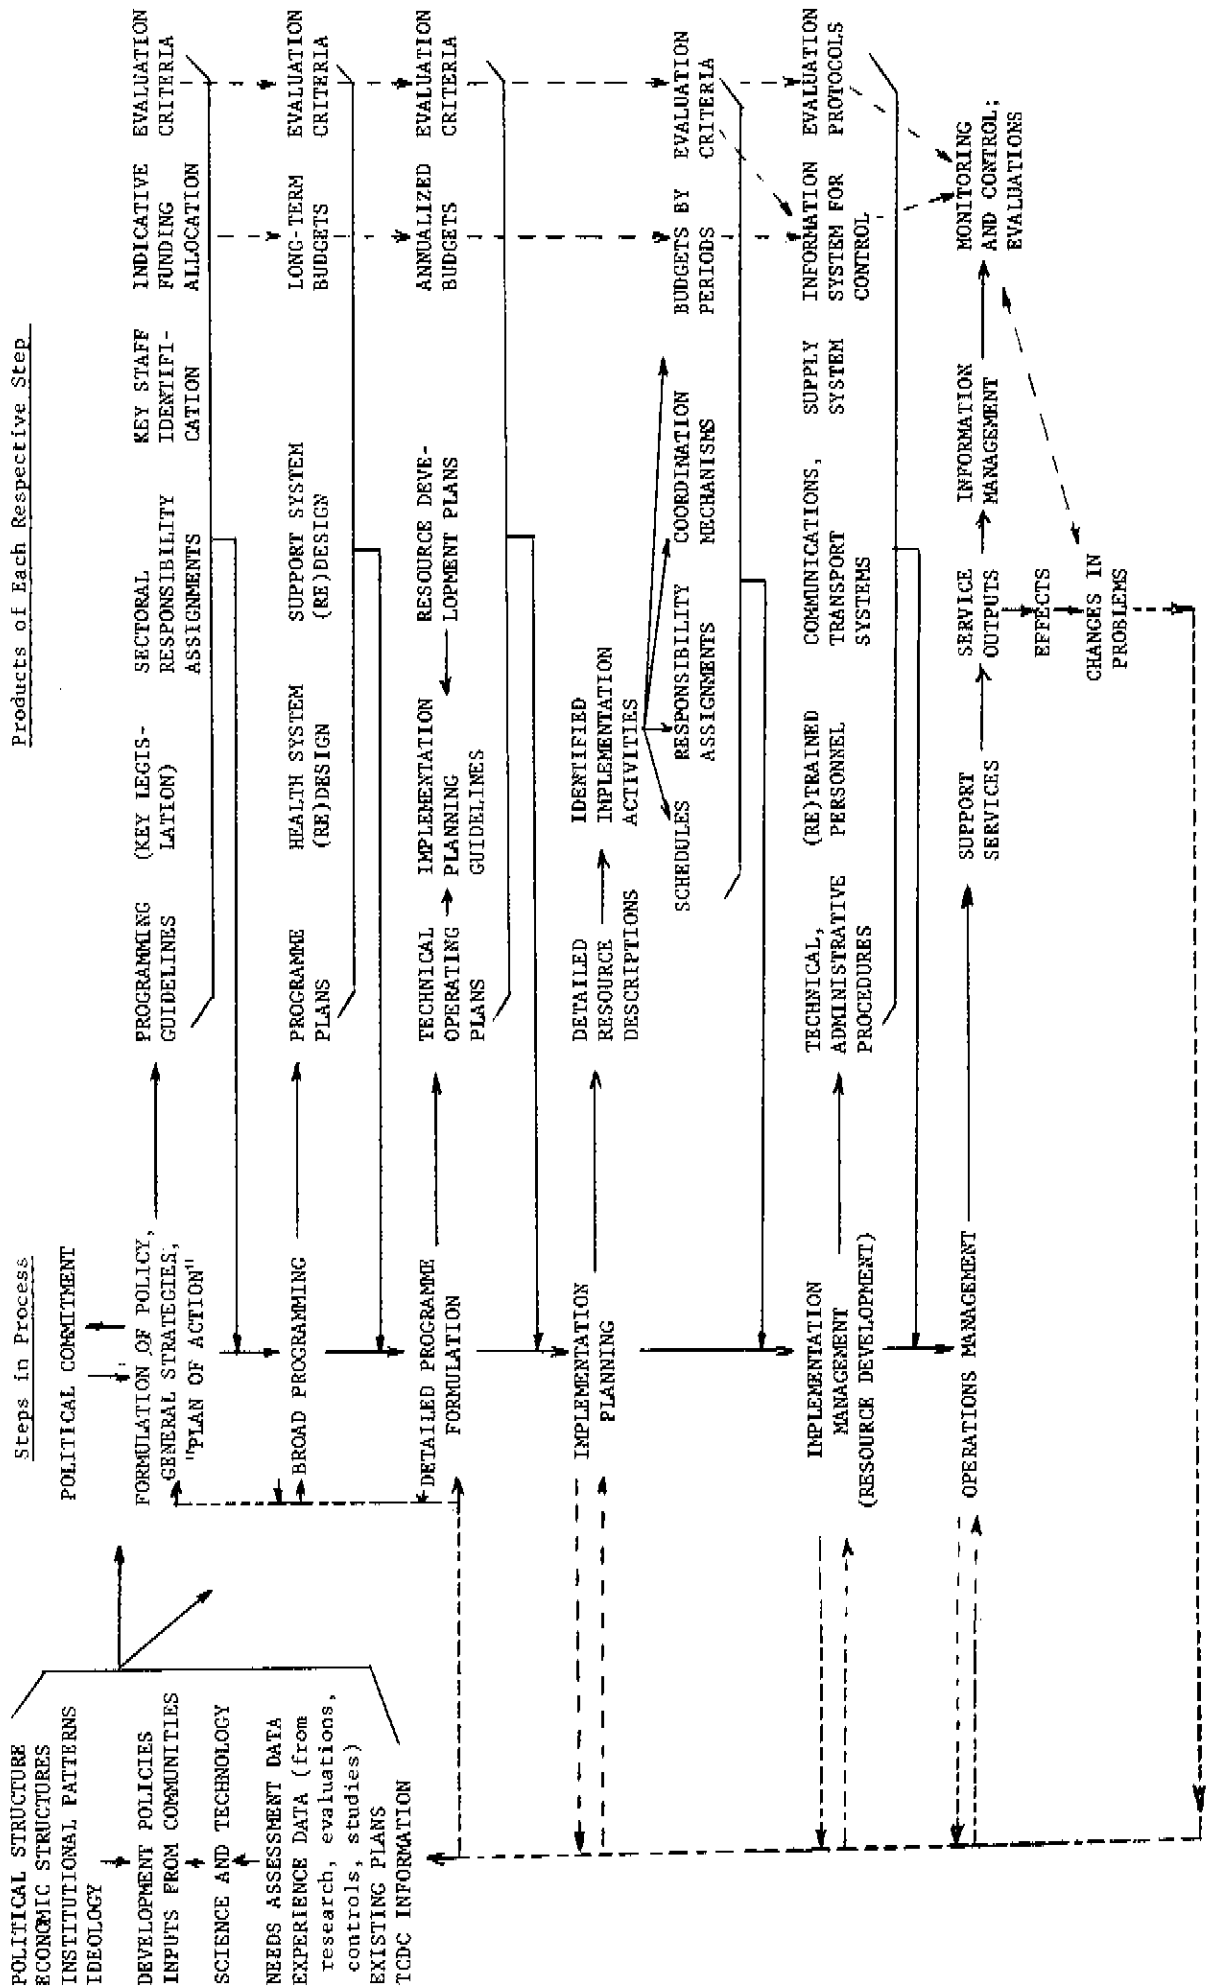 Products of Each Respective Step
Steps in Process
POLITICAL STRUCTURE
ECONOMIC STRUCTURES
INSTITUTIONAL PATTERNS
IDEOLOGY
DEVELOPMENT POLICIES
INPUTS FROM COMMUNITIES
SCIENCE AND TECHNOLOGY
NEEDS ASSESSMENT DATA
EXPERIENCE DATA (from
research, evaluations,
controls, studies)
EXISTING PLANS
TCDC INFORMATION
POLITICAL COMMITMENT
FORMULATION OF POLICY,
GENERAL STRATEGIES,
"PLAN OF ACTION"
PROGRAMMING
GUIDELINES
(KEY LEGIS-
LATION)
SECTORAL
RESPONSIBILITY
ASSIGNMENTS
KEY STAFF
IDENTIFI-
CATION
INDICATIVE
FUNDING
ALLOCATION
EVALUATION
CRITERIA
BROAD PROGRAMMING
PROGRAMME
PLANS
HEALTH SYSTEM
(RE)DESIGN
SUPPORT SYSTEM
(RE)DESIGN
LONG-TERM
BUDGETS
EVALUATION
CRITERIA
DETAILED PROGRAMME
FORMULATION
TECHNICAL
OPERATING
PLANS
IMPLEMENTATION
PLANNING
GUIDELINES
RESOURCE DEVE-
LOPMENT PLANS
ANNUALIZED
BUDGETS
EVALUATION
CRITERIA
IMPLEMENTATION
PLANNING
DETAILED
RESOURCE
DESCRIPTIONS
IDENTIFIED
IMPLEMENTATION
ACTIVITIES
SCHEDULES
RESPONSIBILITY
ASSIGNMENTS
COORDINATION
MECHANISMS
BUDGETS BY
PERIODS
EVALUATION
CRITERIA
IMPLEMENTATION
MANAGEMENT
(RESOURCE DEVELOPMENT)
TECHNICAL,
ADMINISTRATIVE
PROCEDURES
(RE)TRAINED
PERSONNEL
COMMUNICATIONS,
TRANSPORT
SYSTEMS
SUPPLY
SYSTEM
INFORMATION
SYSTEM FOR
CONTROL
EVALUATION
PROTOCOLS
OPERATIONS MANAGEMENT
SUPPORT
SERVICES
SERVICE
OUTPUTS
INFORMATION
MANAGEMENT
MONITORING
AND CONTROL;
EVALUATIONS
EFFECTS
CHANGES IN
PROBLEMS